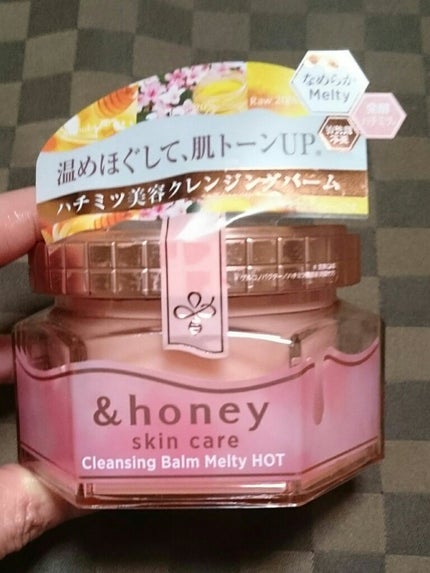 なめらか
Melty
発酵
ハチミツ
温めほぐして、肌トーンUP
ハチミツ美容クレンジングバーム
&honey
skin care
Cleansing Balm Melty HOT